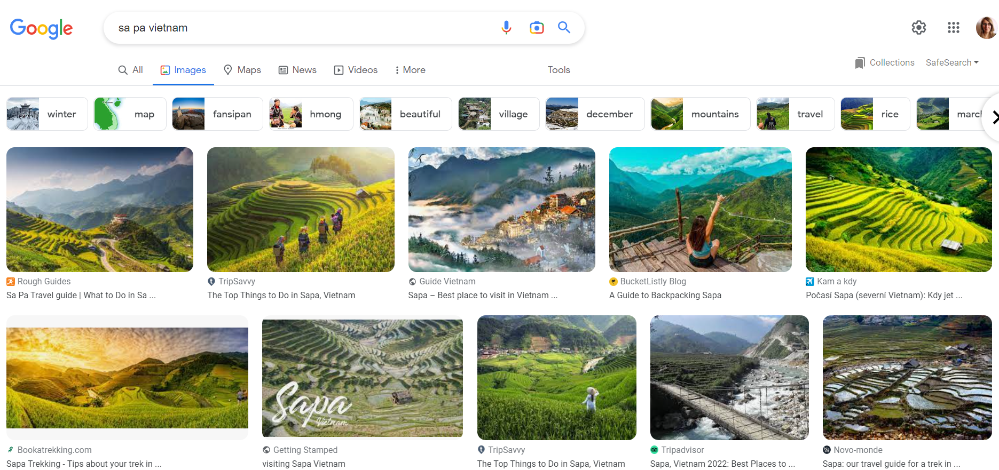 Google
sa pa vietnam
Collections
SafeSearch
All
Images
Maps
News
Videos
More
Tools
winter
map
fansipan
hmong
beautiful
village
december
mountains
travel
rice
Rough Guides
Sa Pa Travel guide | What to Do in Sa ...
TripSavvy
The Top Things to Do in Sapa, Vietnam
Guide Vietnam
Sapa – Best place to visit in Vietnam ...
BucketListly Blog
A Guide to Backpacking Sapa
Kam a kdy
Počasí Sapa (severní Vietnam): Kdy jet ...
Sapa
Vietnam
Bookatrekking.com
Sapa Trekking - Tips about your trek in ...
Getting Stamped
visiting Sapa Vietnam
TripSavvy
The Top Things to Do in Sapa, Vietnam
Tripadvisor
Sapa, Vietnam 2022: Best Places to ...
Novo-monde
Sapa: our travel guide for a trek in ...